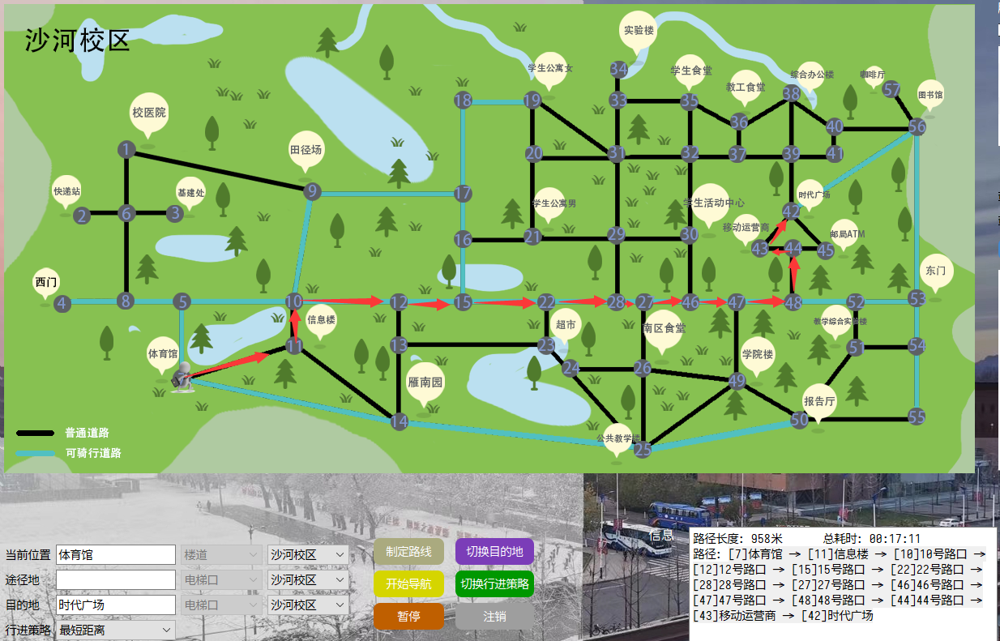 沙河校区
实验楼
学生公寓女
34
学生食堂
教工食堂
综合办公楼
咖啡厅
57
图书馆
校医院
18
19
33
35
38
36
40
56
田径场
1
20
31
32
37
39
41
快递站
基建处
9
17
学生公寓男
学生活动中心
时代广场
2
6
3
42
移动运营商
邮局ATM
16
21
29
30
43
44
45
西门
东门
4
8
5
10
12
15
22
28
27
46
47
48
52
53
信息楼
超市
南区食堂
教学综合实验楼
体育馆
11
13
23
学院楼
51
54
24
26
雁南园
49
报告厅
14
50
55
公共教学楼
25
普通道路
可骑行道路
信息
路径长度: 958米 总耗时: 00:17:11
路径: [7]体育馆 → [11]信息楼 → [10]10号路口 →
[12]12号路口 → [15]15号路口 → [22]22号路口 →
[28]28号路口 → [27]27号路口 → [46]46号路口 →
[47]47号路口 → [48]48号路口 → [44]44号路口 →
[43]移动运营商 → [42]时代广场
当前位置 体育馆 楼道 沙河校区
途径地 电梯口 沙河校区
目的地 时代广场 电梯口 沙河校区
行进策略 最短距离
制定路线 切换目的地
开始导航 切换行进策略
暂停 注销